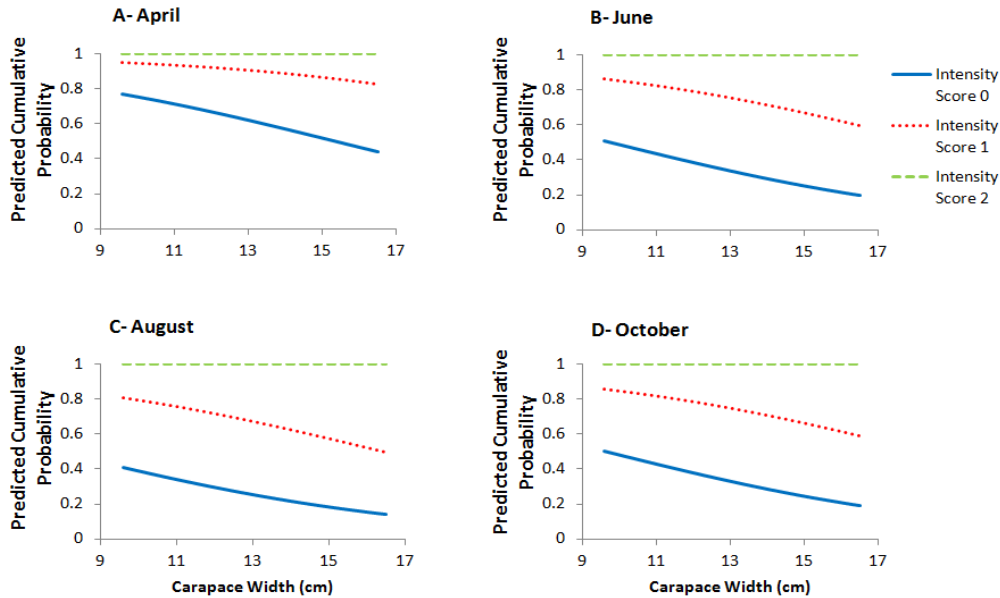 A- April
Predicted Cumulative
Probability
1
0.8
0.6
0.4
0.2
0
9 11 13 15 17
B- June
Predicted Cumulative
Probability
1
0.8
0.6
0.4
0.2
0
9 11 13 15 17
Intensity
Score 0
Intensity
Score 1
Intensity
Score 2
C- August
Predicted Cumulative
Probability
1
0.8
0.6
0.4
0.2
0
9 11 13 15 17
Carapace Width (cm)
D- October
Predicted Cumulative
Probability
1
0.8
0.6
0.4
0.2
0
9 11 13 15 17
Carapace Width (cm)